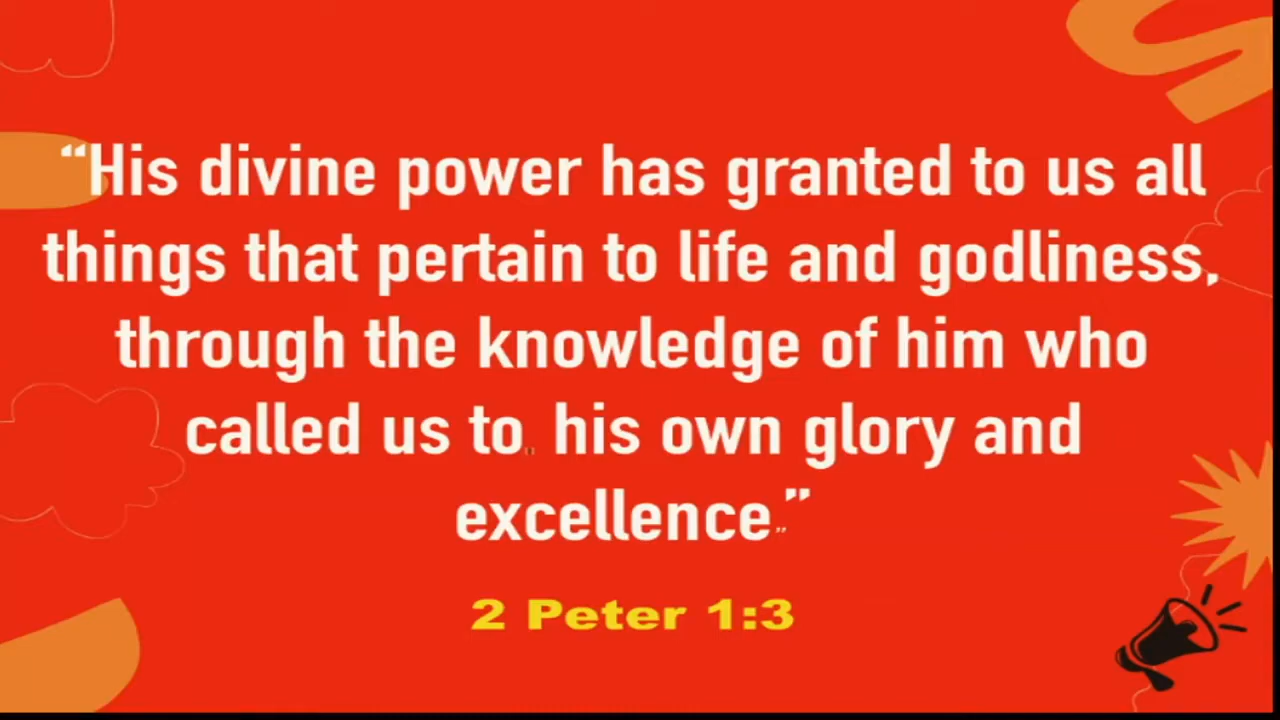 “His divine power has granted to us all
things that pertain to life and godliness,
through the knowledge of him who
called us to,, his own glory and
excellence,,”
2 Peter 1:3